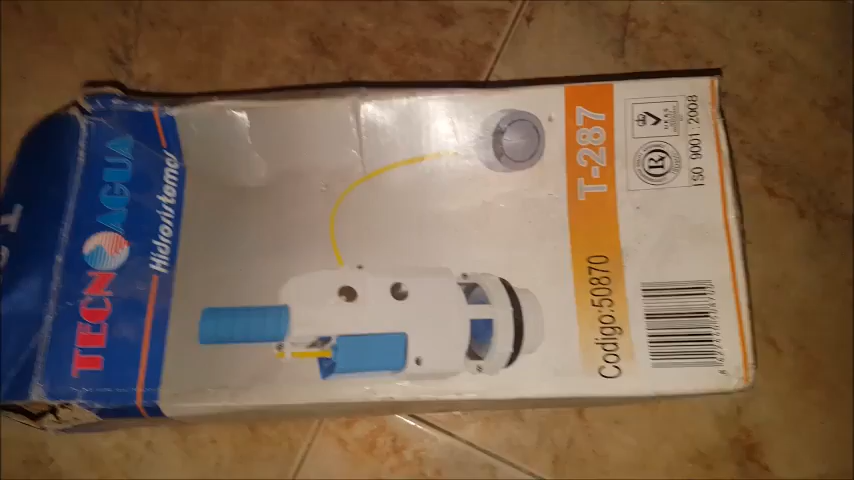 TECNOAGUA
Hidrosistemas
T-287
Codigo:50870
ISO 9001:2008